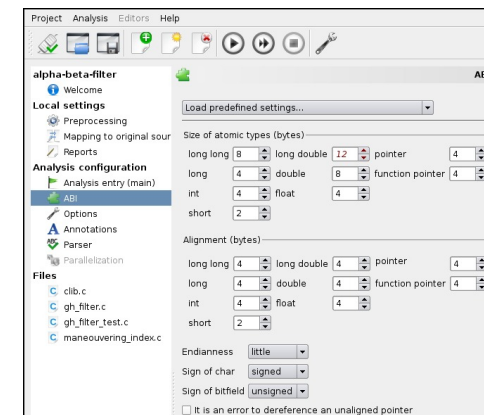 Project Analysis Editors Help
alpha-beta-filter
Welcome
Local settings
Preprocessing
Mapping to original sour
Reports
Analysis configuration
Analysis entry (main)
ABI
Options
Annotations
Parser
Parallelization
Files
clib.c
gh_filter.c
gh_filter_test.c
maneouvering_index.c
AB
Load predefined settings...
Size of atomic types (bytes)
long long 8 long double 12 pointer 4
long 4 double 8 function pointer 4
int 4 float 4
short 2
Alignment (bytes)
long long 4 long double 4 pointer 4
long 4 double 4 function pointer 4
int 4 float 4
short 2
Endianness little
Sign of char signed
Sign of bitfield unsigned
It is an error to dereference an unaligned pointer